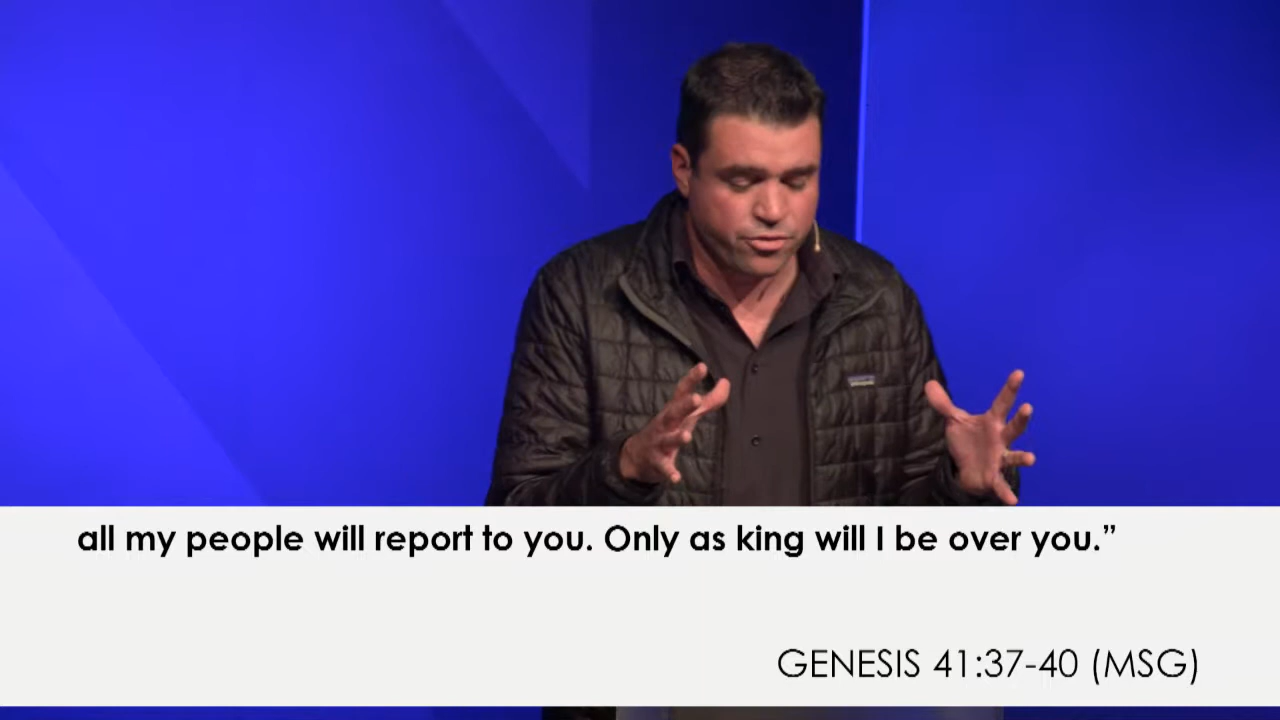 all my people will report to you. Only as king will I be over you.”
GENESIS 41:37-40 (MSG)